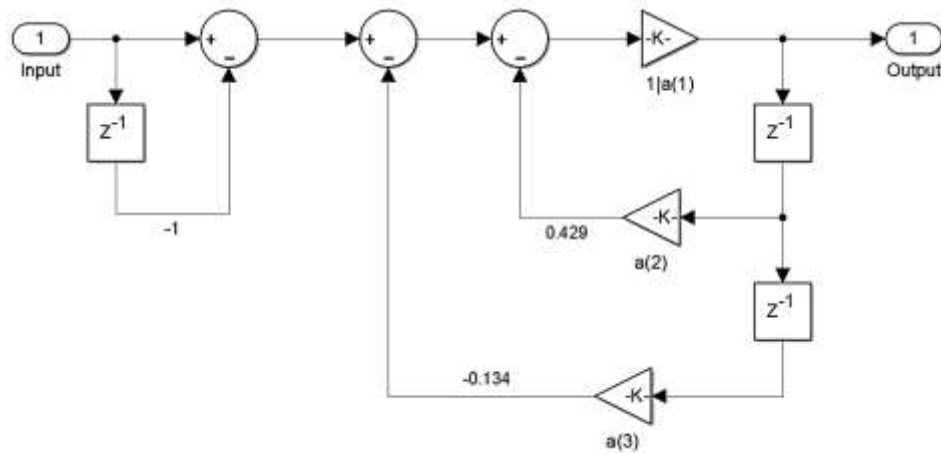 1
Input
+
−
+
−
+
−
-K-
1|a(1)
1
Output
Z-1
Z-1
-1
0.429
-K-
a(2)
Z-1
-0.134
-K-
a(3)